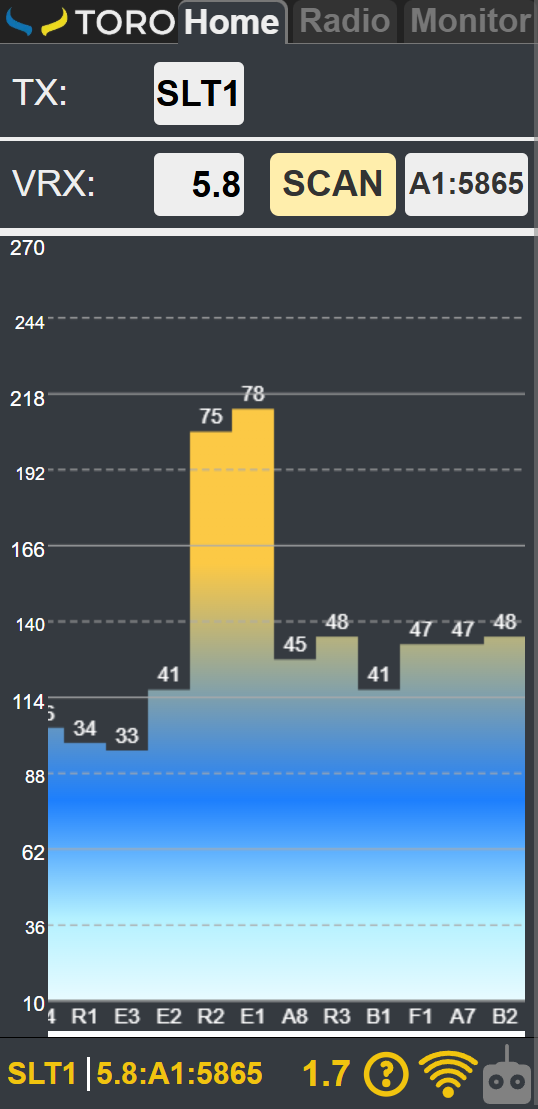 TORO Home Radio Monitor
TX: SLT1
VRX: 5.8 SCAN A1:5865
270
244
218
192
166
140
114
88
62
36
10
34 33 41 75 78 45 48 41 47 47 48
R1 E3 E2 R2 E1 A8 R3 B1 F1 A7 B2
SLT1 5.8:A1:5865 1.7 ?